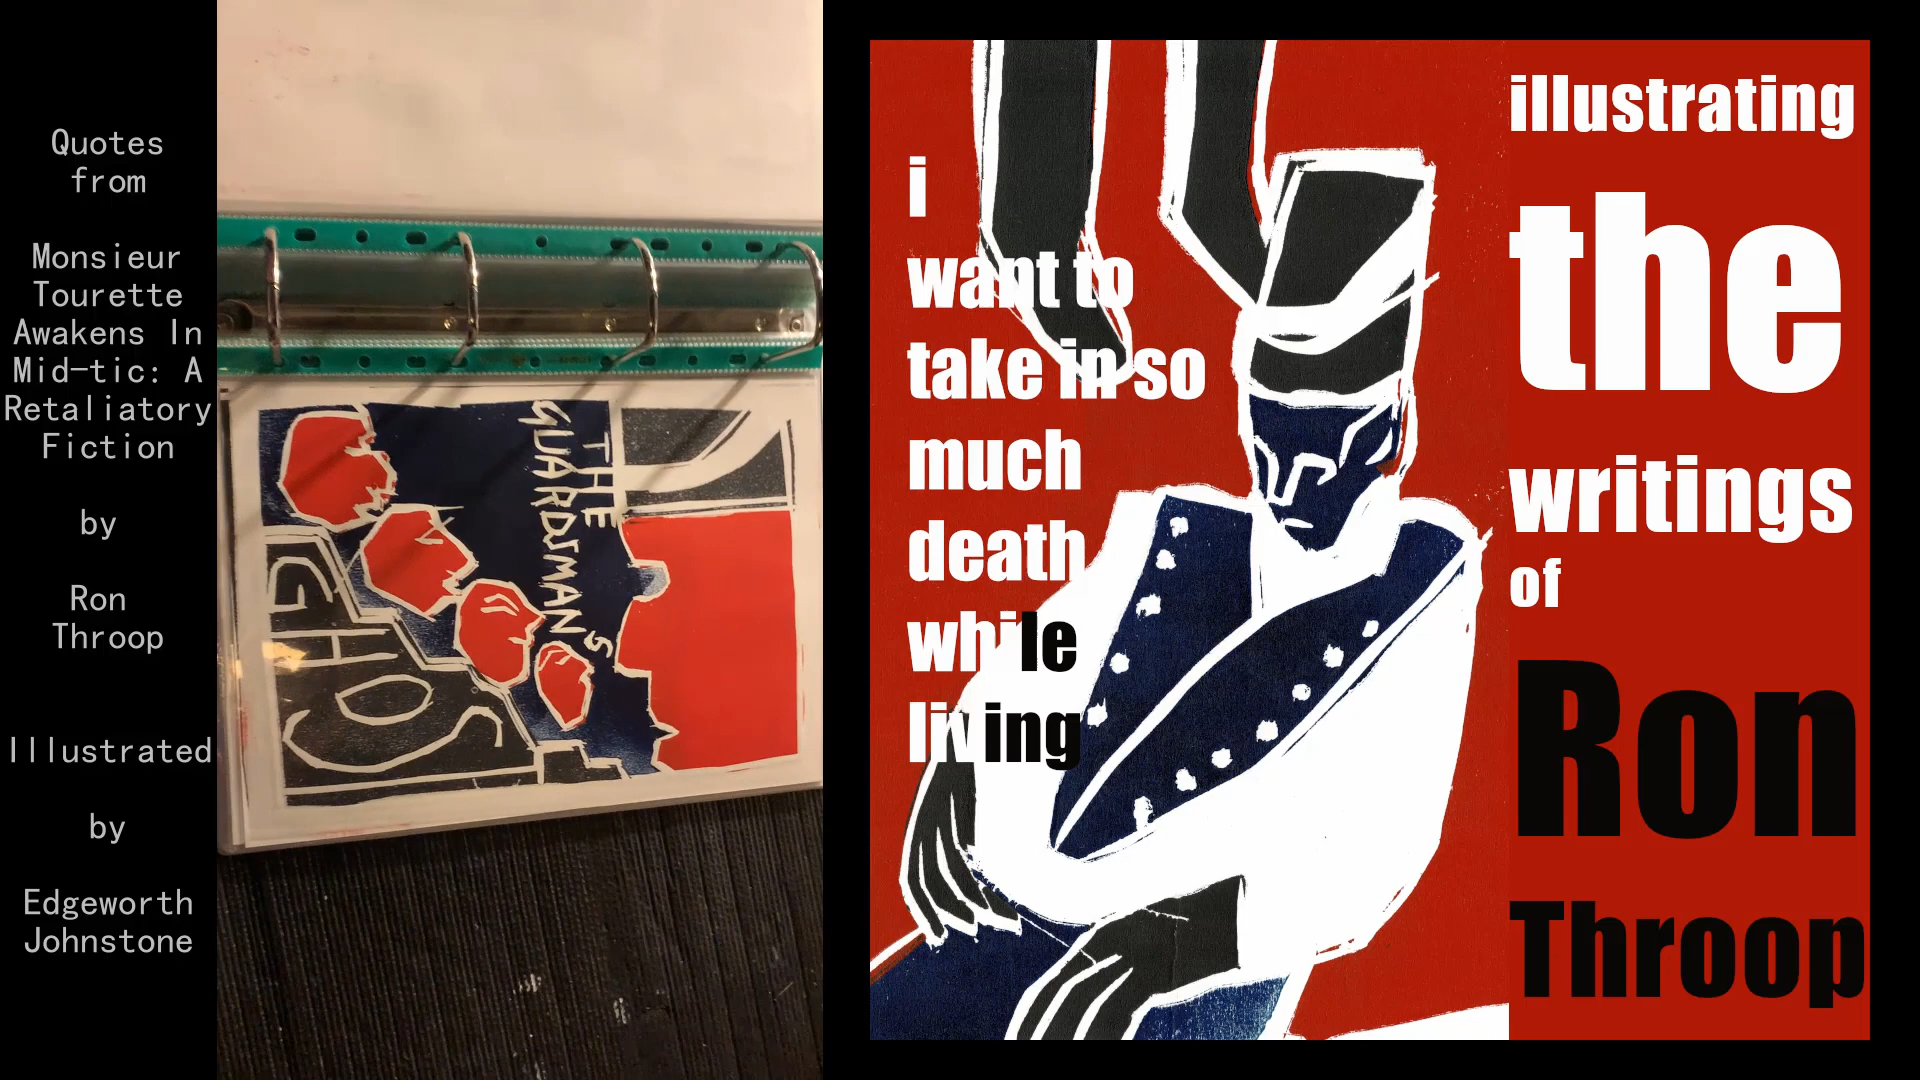 Quotes
from
Monsieur
Tourette
Awakens In
Mid-tic: A
Retaliatory
Fiction
by
Ron
Throop
Illustrated
by
Edgeworth
Johnstone
THE
GUARDSMAN'S
GHOS
i
want to
take in so
much
death
while
living
illustrating
the
writings
of
Ron
Throop